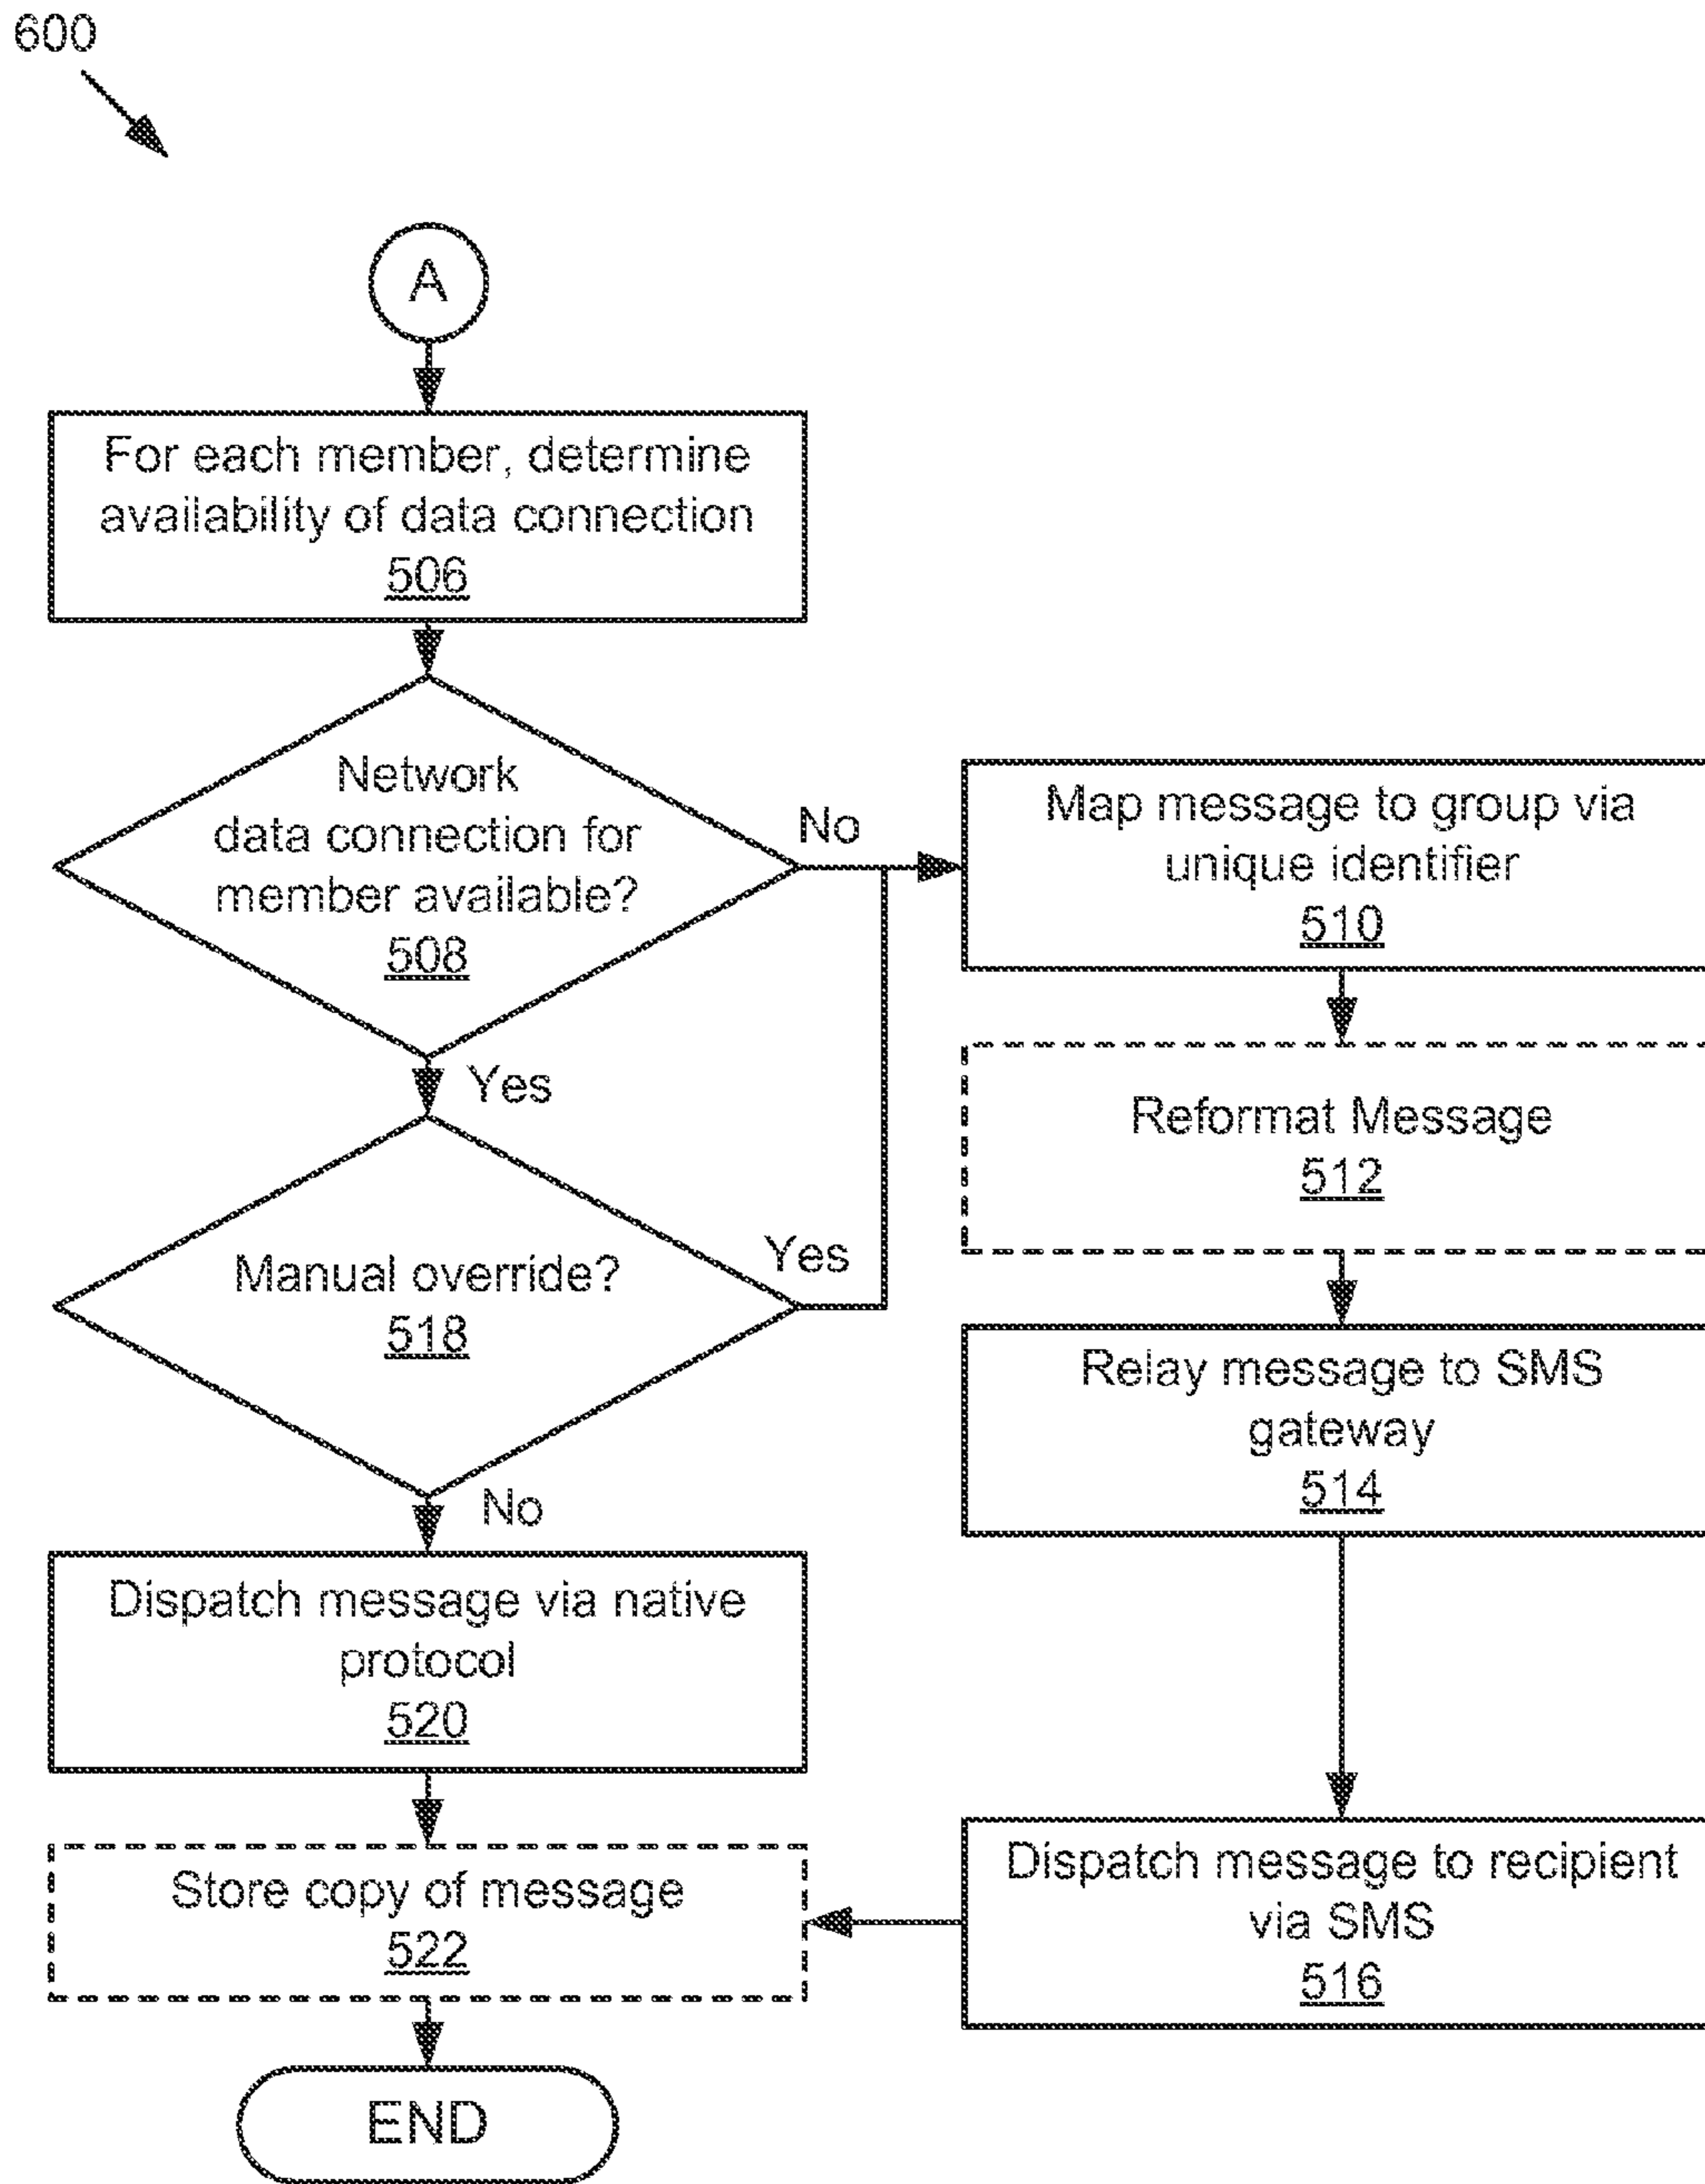 600
A
For each member, determine
availability of data connection
506
Network
data connection for
member available?
508
No
Yes
Map message to group via
unique identifier
510
Reformat Message
512
Manual override?
518
Yes
No
Relay message to SMS
gateway
514
Dispatch message via native
protocol
520
Dispatch message to recipient
via SMS
516
Store copy of message
522
END